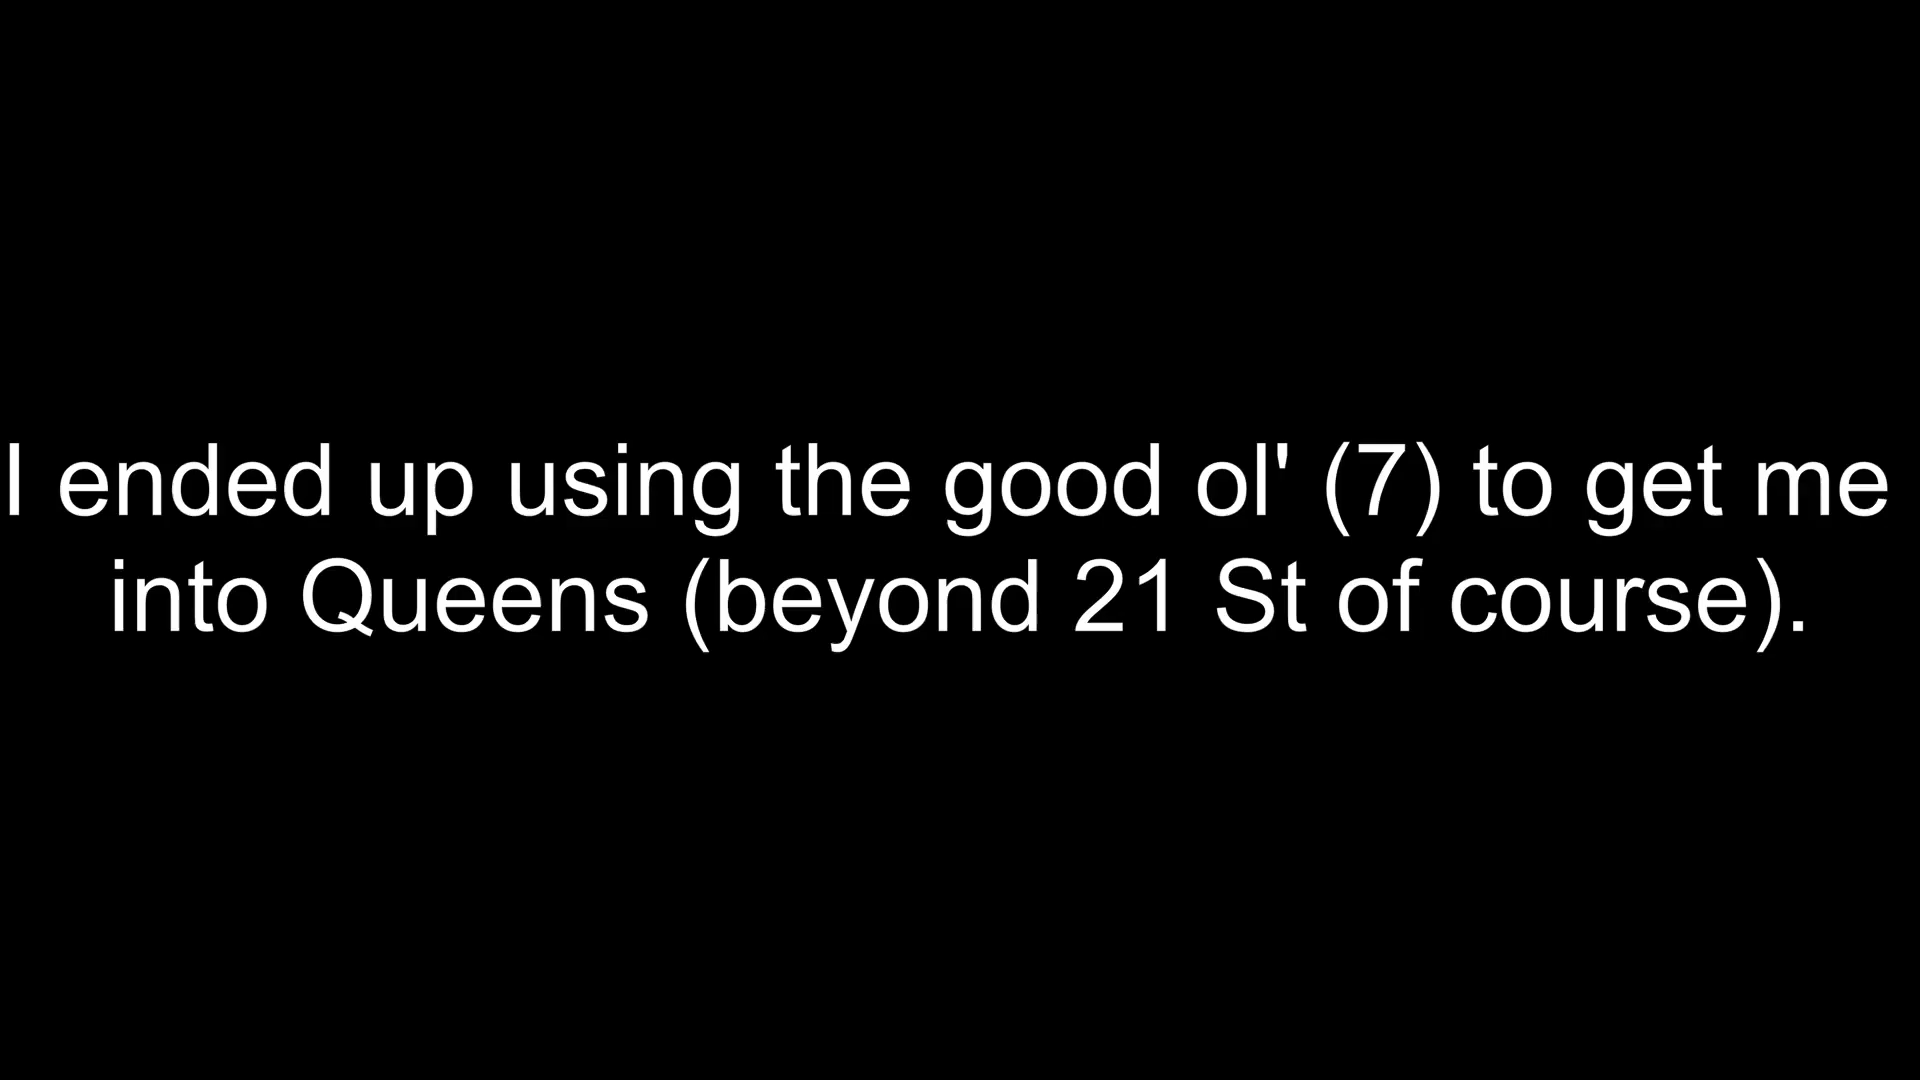 I ended up using the good ol' (7) to get me
into Queens (beyond 21 St of course).